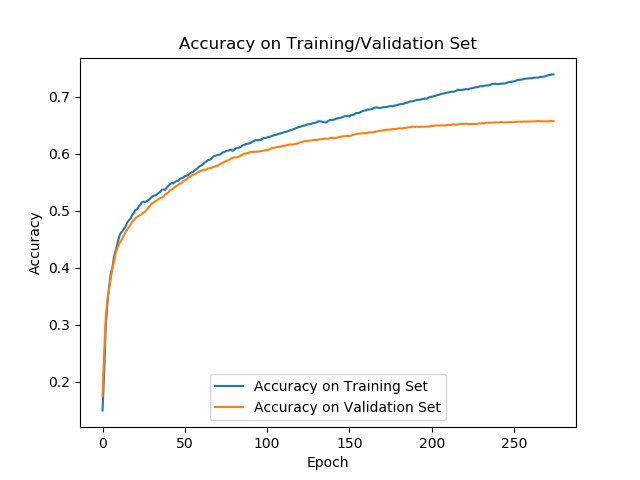 Accuracy on Training/Validation Set
0.7
0.6
0.5
0.4
0.3
0.2
Accuracy
Accuracy on Training Set
Accuracy on Validation Set
0 50 100 150 200 250
Epoch